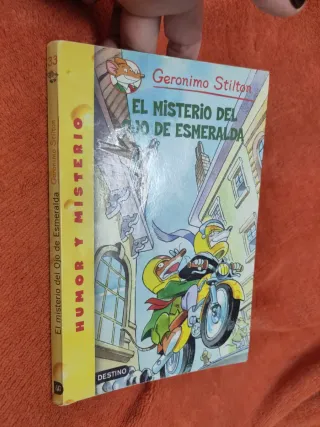 Geronimo Stilton
EL MISTERIO DEL
OJO DE ESMERALDA
HUMOR Y MISTERIO
DESTINO
33
Geronimo Stilton
El misterio del Ojo de Esmeralda